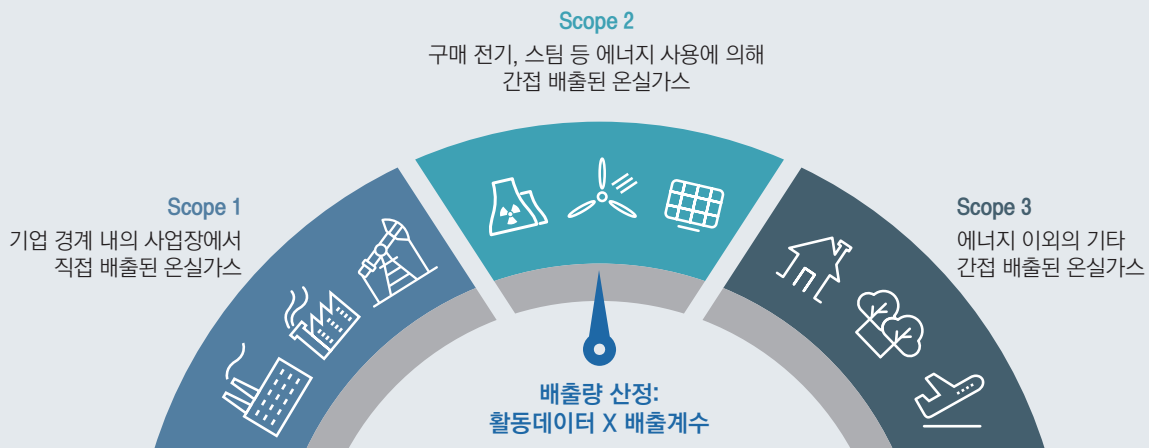 Scope 2
구매 전기, 스팀 등 에너지 사용에 의해
간접 배출된 온실가스
Scope 1
기업 경계 내의 사업장에서
직접 배출된 온실가스
Scope 3
에너지 이외의 기타
간접 배출된 온실가스
배출량 산정:
활동데이터 X 배출계수